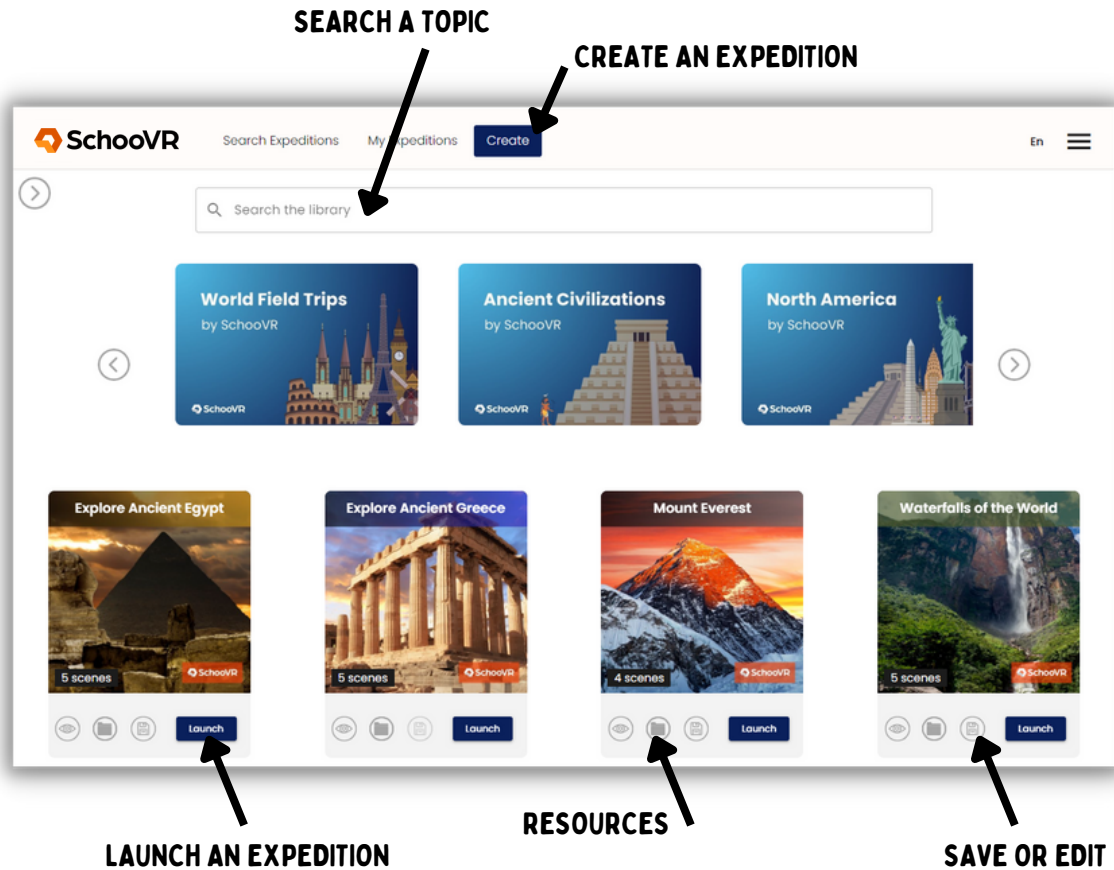 SEARCH A TOPIC
CREATE AN EXPEDITION
SchooVR
Search Expeditions
My Expeditions
Create
En
Search the library
World Field Trips
by SchooVR
SchooVR
Ancient Civilizations
by SchooVR
SchooVR
North America
by SchooVR
SchooVR
Explore Ancient Egypt
5 scenes
SchooVR
Launch
Explore Ancient Greece
5 scenes
SchooVR
Launch
Mount Everest
4 scenes
SchooVR
Launch
Waterfalls of the World
5 scenes
SchooVR
Launch
LAUNCH AN EXPEDITION
RESOURCES
SAVE OR EDIT